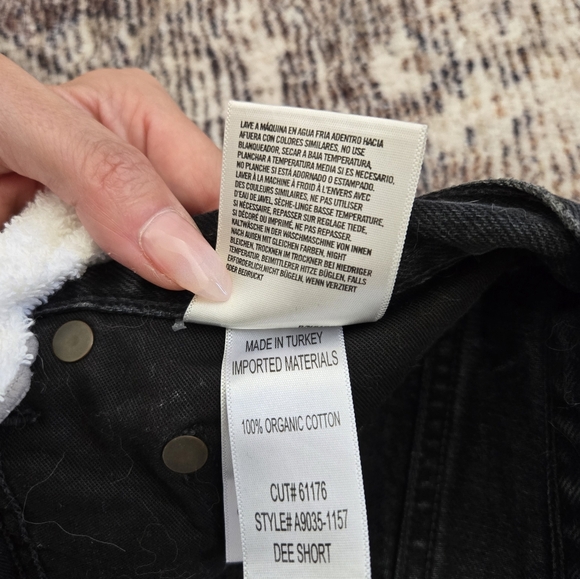 LAVE A MÁQUINA EN AGUA FRIA ADENTRO HACIA
AFUERA CON COLORES SIMILARES, NO USE
BLANQUEADOR, SECAR A BAJA TEMPERATURA,
PLANCHAR A TEMPERATURA MEDIA SI ES NECESARIO,
NO PLANCHE SI ESTÁ ADORNADO O ESTAMPADO.
LAVER À LA MACHINE À FROID À L'ENVERS AVEC
DES COULEURS SIMILAIRES, NE PAS UTILISER
D'EAU DE JAVEL, SÈCHE-LINGE BASSE TEMPÉRATURE,
SI NÉCESSAIRE, REPASSER SUR REGLAGE TIEDE,
SI DÉCORÉ OU IMPRIMÉ, NE PAS REPASSER
KALTWÄSCHE IN DER WASCHMASCHINE VON INNEN
NACH AUßEN MIT GLEICHEN FARBEN, NIGHT
BLEICHEN, TROCKNEN IM TROCKNER BEI NIEDRIGER
TEMPERATUR, BEIMITTLERER HITZE BÜGELN, FALLS
ERFORDERLICH,NICHT BÜGELN, WENN VERZIERT
ODER BEDRUCKT
MADE IN TURKEY
IMPORTED MATERIALS
100% ORGANIC COTTON
CUT# 61176
STYLE# A9035-1157
DEE SHORT